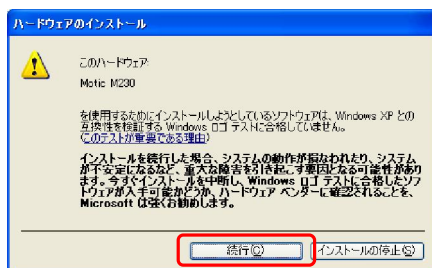 ハードウェアのインストール
このハードウェア:
Motic M230
を使用するためにインストールしようとしているソフトウェアは、Windows XP との
互換性を検証する Windows ロゴ テストに合格していません。
(このテストが重要である理由)
インストールを続行した場合、システムの動作が損なわれたり、システム
が不安定になるなど、重大な障害を引き起こす要因となる可能性があり
ます。今すぐインストールを中断し、Windows ロゴ テストに合格したソフ
トウェアが入手可能かどうか、ハードウェア ベンダーに確認されることを、
Microsoft は強くお勧めします。
続行(C)
インストールの停止(S)